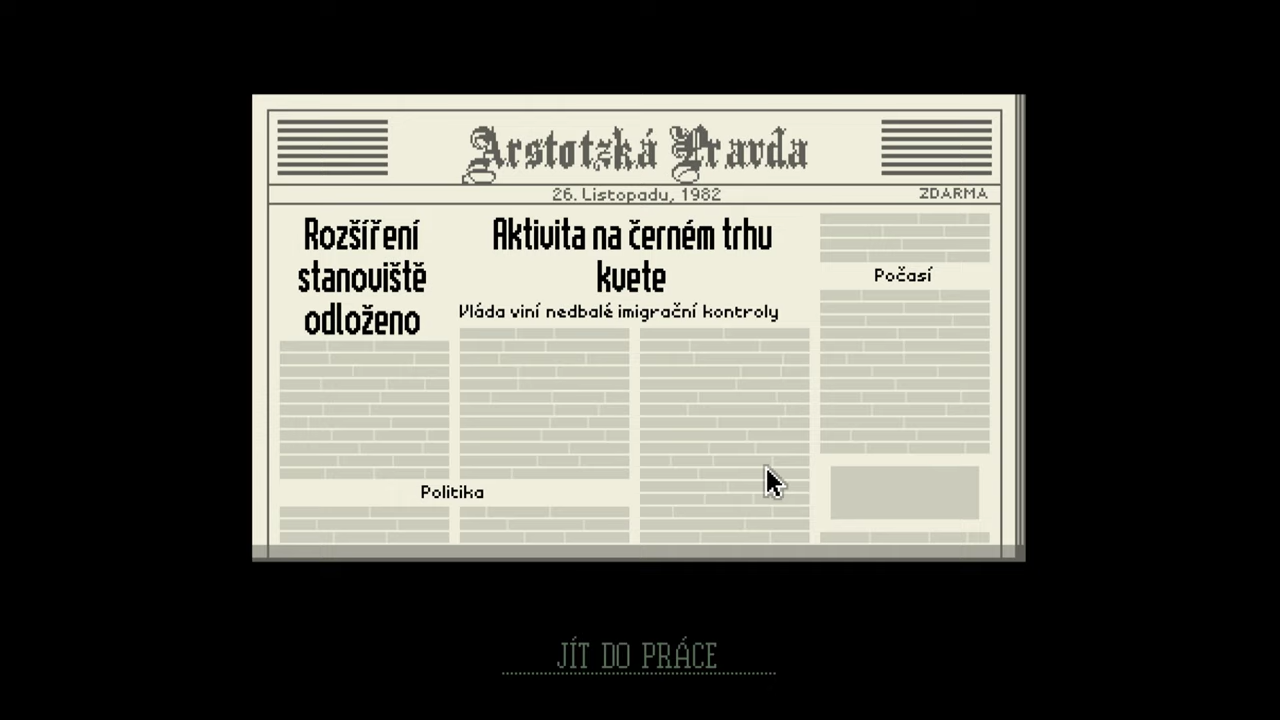 Arstotzká Pravda
26. Listopadu, 1982
ZDARMA
Rozšíření
stanoviště
odloženo
Aktivita na černém trhu
kvete
Vláda viní nedbalé imigrační kontroly
Počasí
Politika
JÍT DO PRÁCE